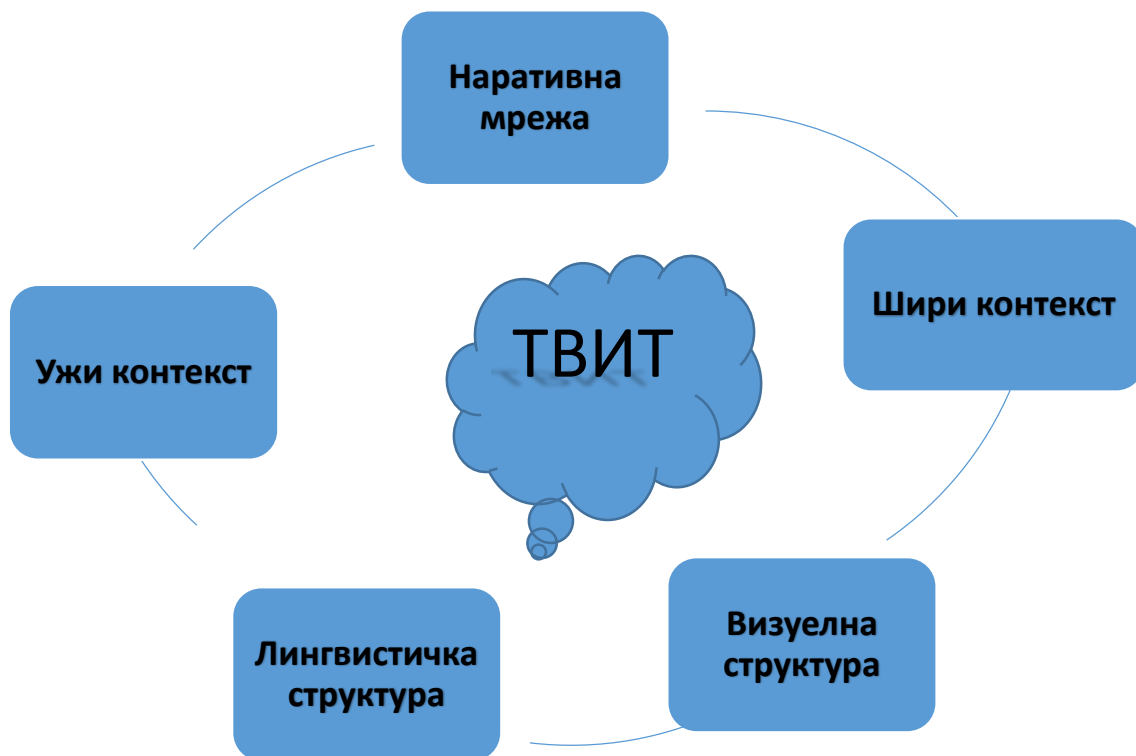 Наративна
мрежа
Шири контекст
ТВИТ
Ужи контекст
Визуелна
структура
Лингвистичка
структура